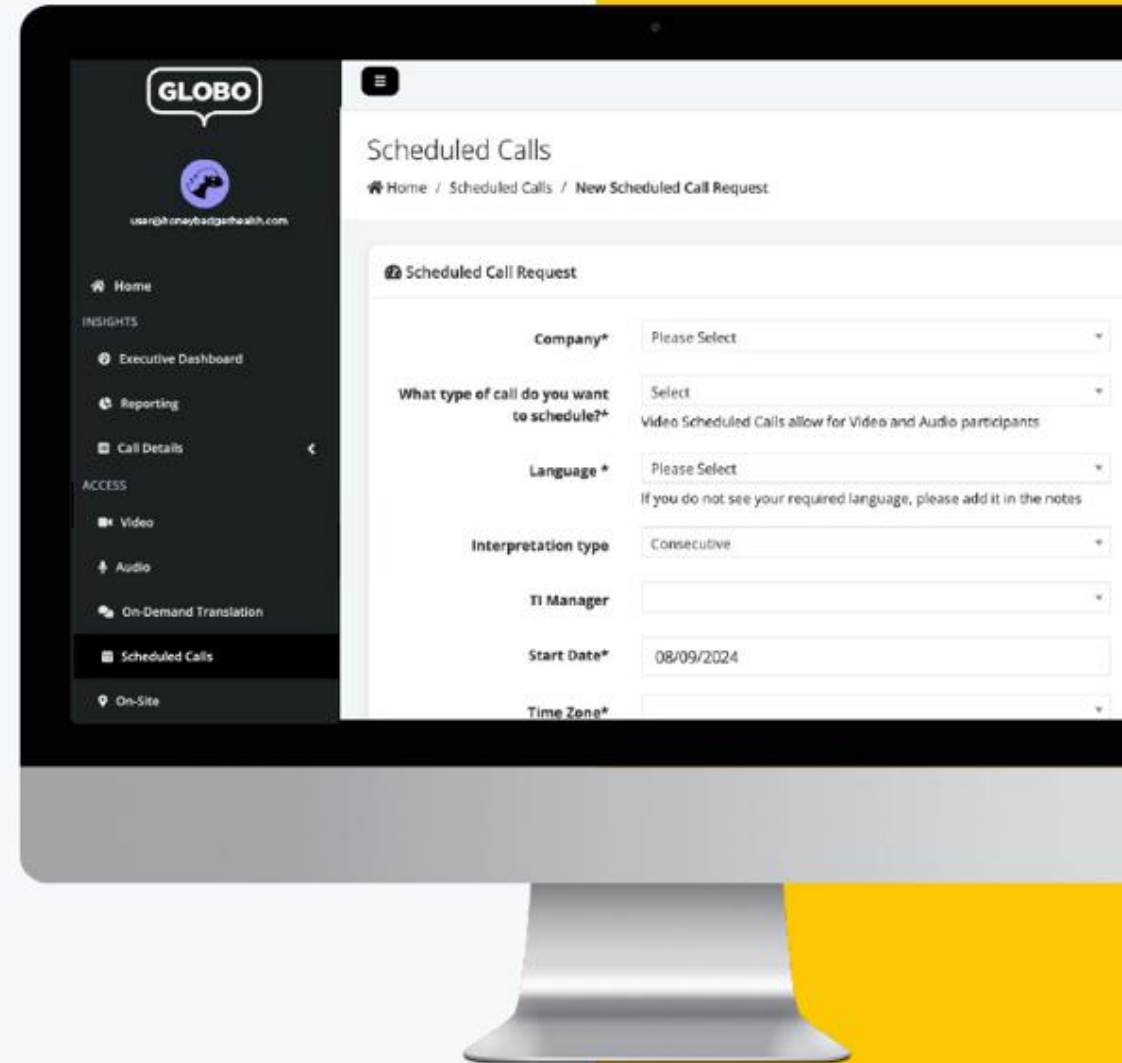 GLOBO
user@honeybadgerhealth.com
Home
INSIGHTS
Executive Dashboard
Reporting
Call Details
ACCESS
Video
Audio
On-Demand Translation
Scheduled Calls
On-Site
Scheduled Calls
Home / Scheduled Calls / New Scheduled Call Request
Scheduled Call Request
Company* Please Select
What type of call do you want Select
to schedule?* Video Scheduled Calls allow for Video and Audio participants
Language * Please Select
If you do not see your required language, please add it in the notes
Interpretation type Consecutive
TI Manager
Start Date* 08/09/2024
Time Zone*